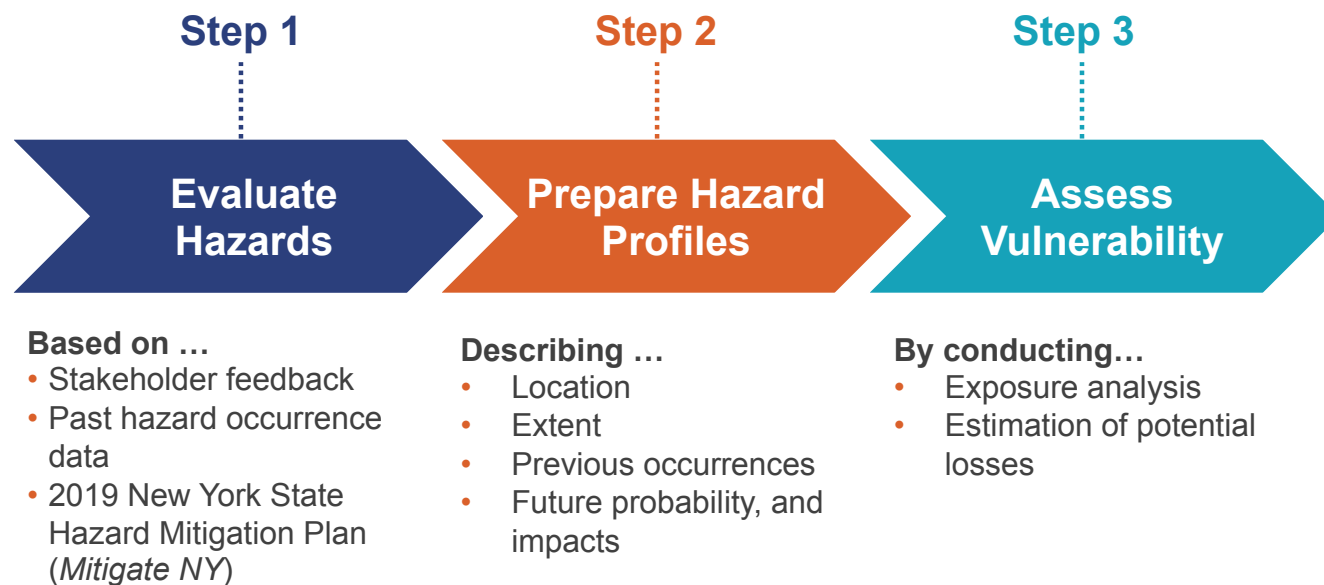 Step 1
Evaluate
Hazards
Based on …
• Stakeholder feedback
• Past hazard occurrence
data
• 2019 New York State
Hazard Mitigation Plan
(Mitigate NY)
Step 2
Prepare Hazard
Profiles
Describing …
• Location
• Extent
• Previous occurrences
• Future probability, and
impacts
Step 3
Assess
Vulnerability
By conducting…
• Exposure analysis
• Estimation of potential
losses